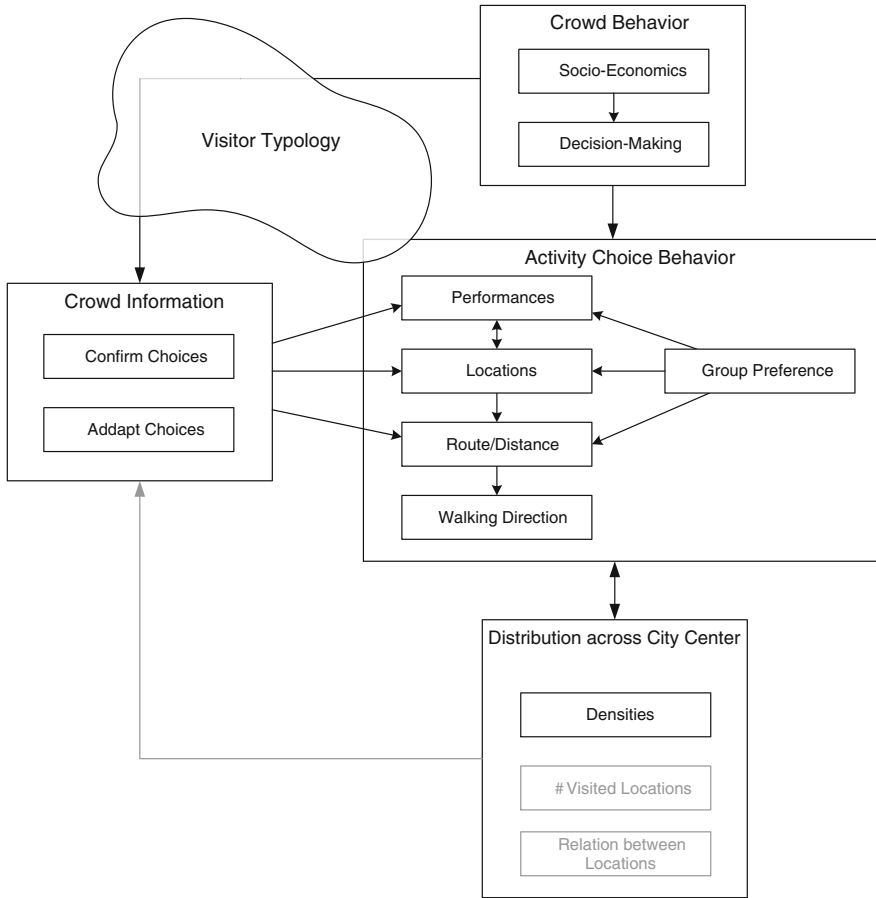 Crowd Behavior
Socio-Economics
Decision-Making
Visitor Typology
Activity Choice Behavior
Performances
Locations
Group Preference
Route/Distance
Walking Direction
Crowd Information
Confirm Choices
Addapt Choices
Distribution across City Center
Densities
# Visited Locations
Relation between
Locations